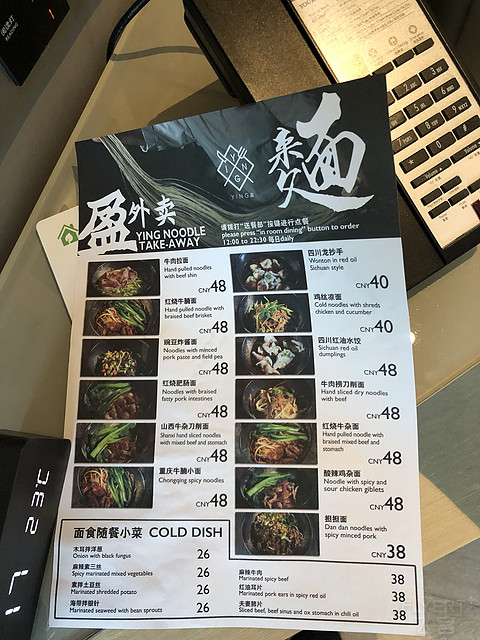 阅读灯
READING
YING
YING盈
来
面
盈 外卖
YING NOODLE
TAKE-AWAY
请拨打"送餐部"按键进行点餐
please press "in room dining" button to order
12:00 to 22:30 每日daily
牛肉拉面
Hand pulled noodles
with beef shin
CNY48
红烧牛腩面
Hand pulled noodle with
braised beef brisket
CNY48
豌豆炸酱面
Noodles with minced
pork paste and field pea
CNY48
红烧肥肠面
Noodles with braised
fatty pork intestines
CNY48
山西牛杂刀削面
Shanxi hand sliced noodles
with mixed beef and stomach
CNY48
重庆牛腩小面
Chongqing spicy noodles
CNY48
四川龙抄手
Wonton in red oil
Sichuan style
CNY40
鸡丝凉面
Cold noodles with shreds
chicken and cucumber
CNY40
四川红油水饺
Sichuan red oil
dumplings
CNY48
牛肉捞刀削面
Hand sliced dry noodles
with beef
CNY48
红烧牛杂面
Hand pulled noodle with
braised mixed beef and
stomach
CNY48
酸辣鸡杂面
Noodle with spicy and
sour chicken giblets
CNY48
担担面
Dan dan noodles with
spicy minced pork
CNY38
面食随餐小菜 COLD DISH
木耳拌洋葱
Onion with black fungus
26
麻辣素三丝
Spicy marinated mixed vegetables
26
素拌土豆丝
Marinated shredded potato
26
海带拌银针
Marinated seaweed with bean sprouts
26
麻辣牛肉
Marinated spicy beef
38
红油耳片
Marinated pork ears in spicy red oil
38
夫妻肺片
Sliced beef, beef sinus and ox stomach in chili oil
38
FLYERT